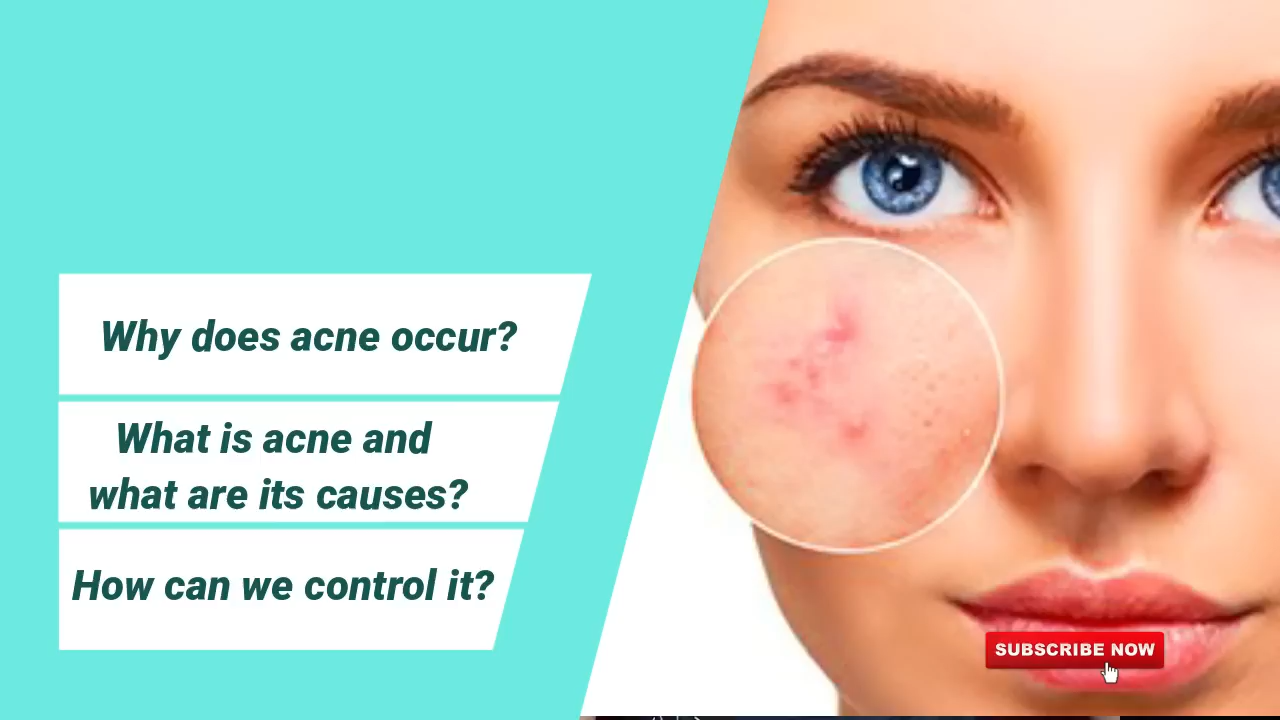 Why does acne occur?
What is acne and
what are its causes?
How can we control it?
SUBSCRIBE NOW